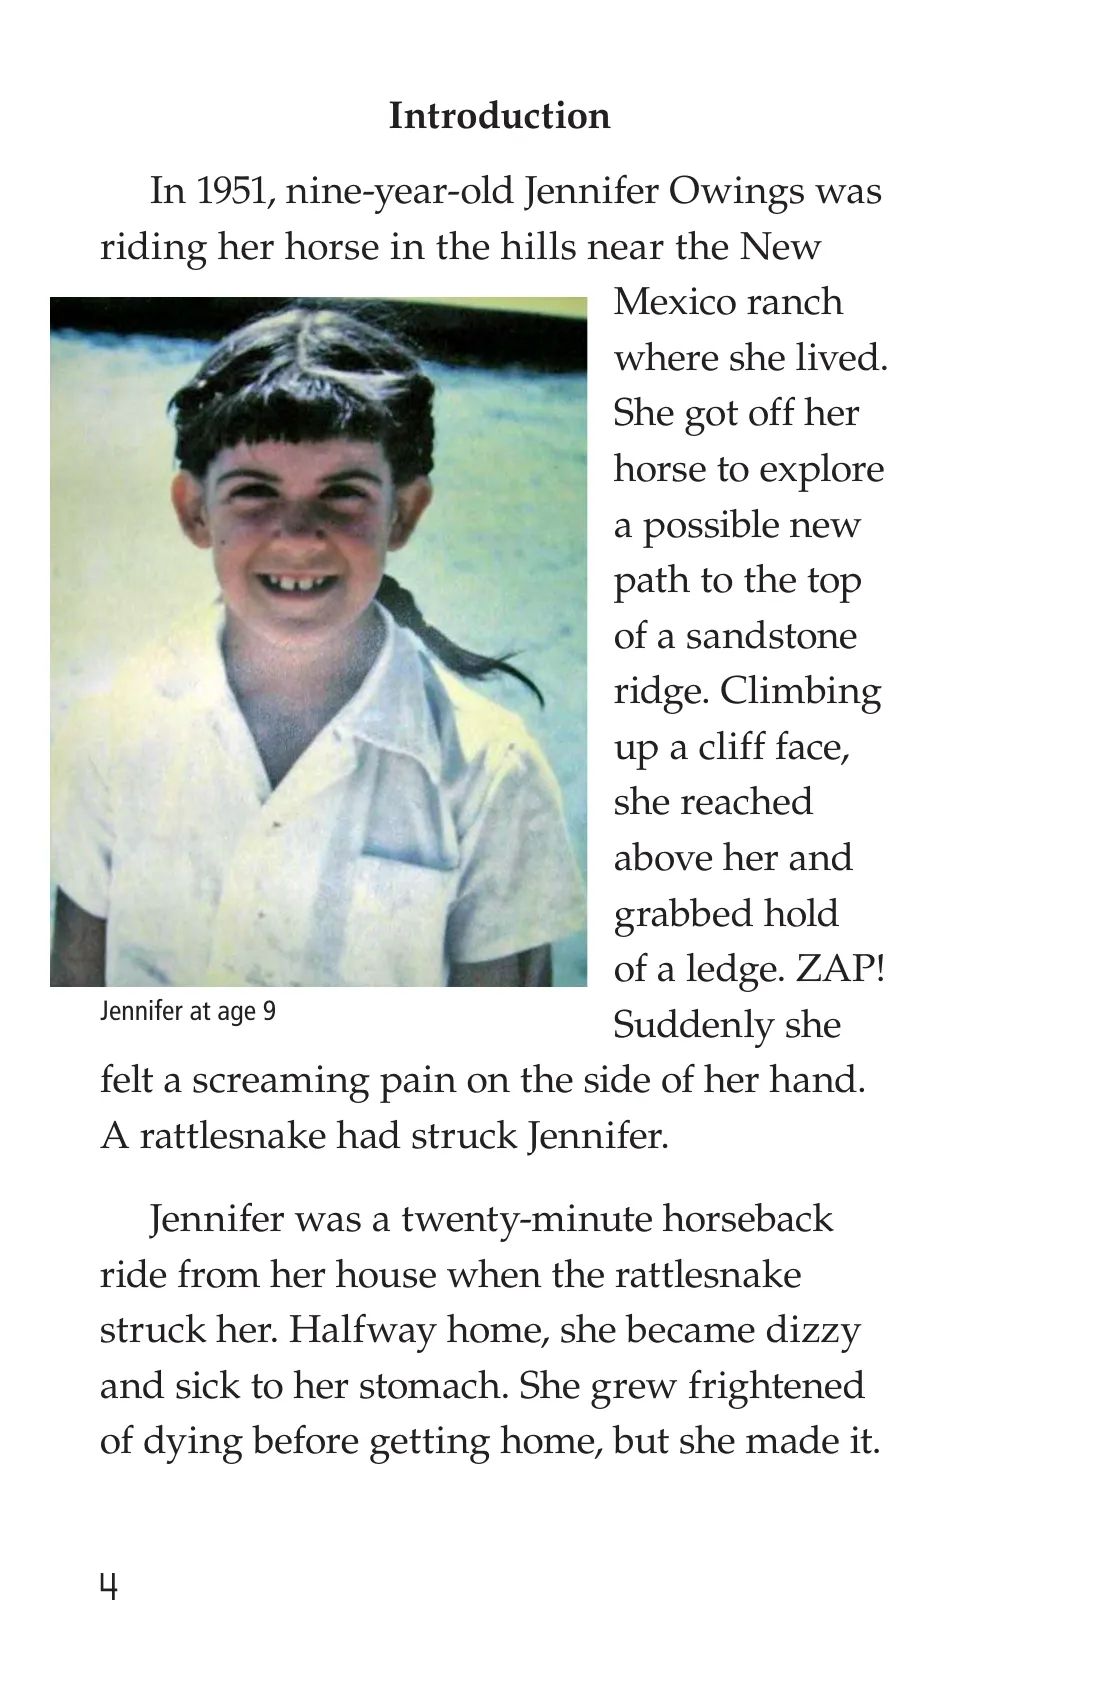 Introduction
In 1951, nine-year-old Jennifer Owings was
riding her horse in the hills near the New
Mexico ranch
where she lived.
She got off her
horse to explore
a possible new
path to the top
of a sandstone
ridge. Climbing
up a cliff face,
she reached
above her and
grabbed hold
of a ledge. ZAP!
Suddenly she
Jennifer at age 9
felt a screaming pain on the side of her hand.
A rattlesnake had struck Jennifer.
Jennifer was a twenty-minute horseback
ride from her house when the rattlesnake
struck her. Halfway home, she became dizzy
and sick to her stomach. She grew frightened
of dying before getting home, but she made it.
4